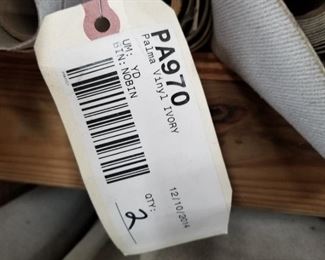 PA970
Palma Vinyl IVORY
UM: YD
BIN: NOBIN
12/10/2014
QTY:
2